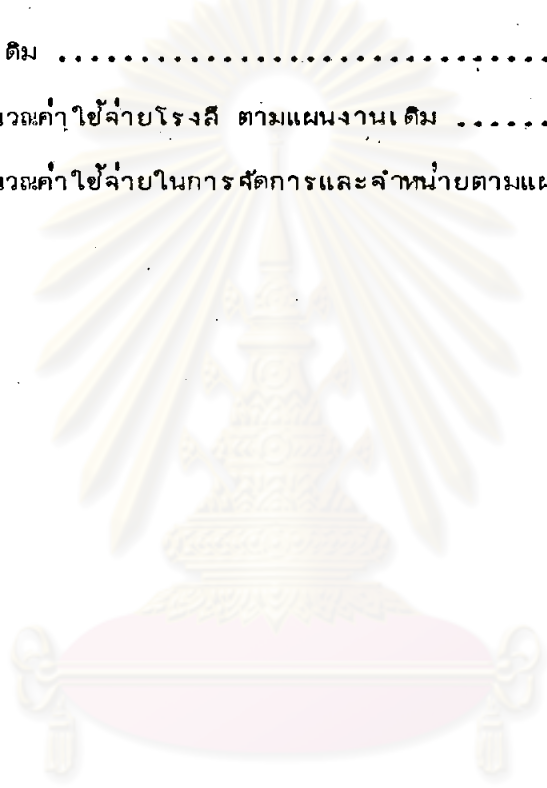 ดิม ..............................
นวณค่าใช้จ่ายโรงสี ตามแผนงานเดิม ......
นวณค่าใช้จ่ายในการจัดการและจำหน่ายตามแผ